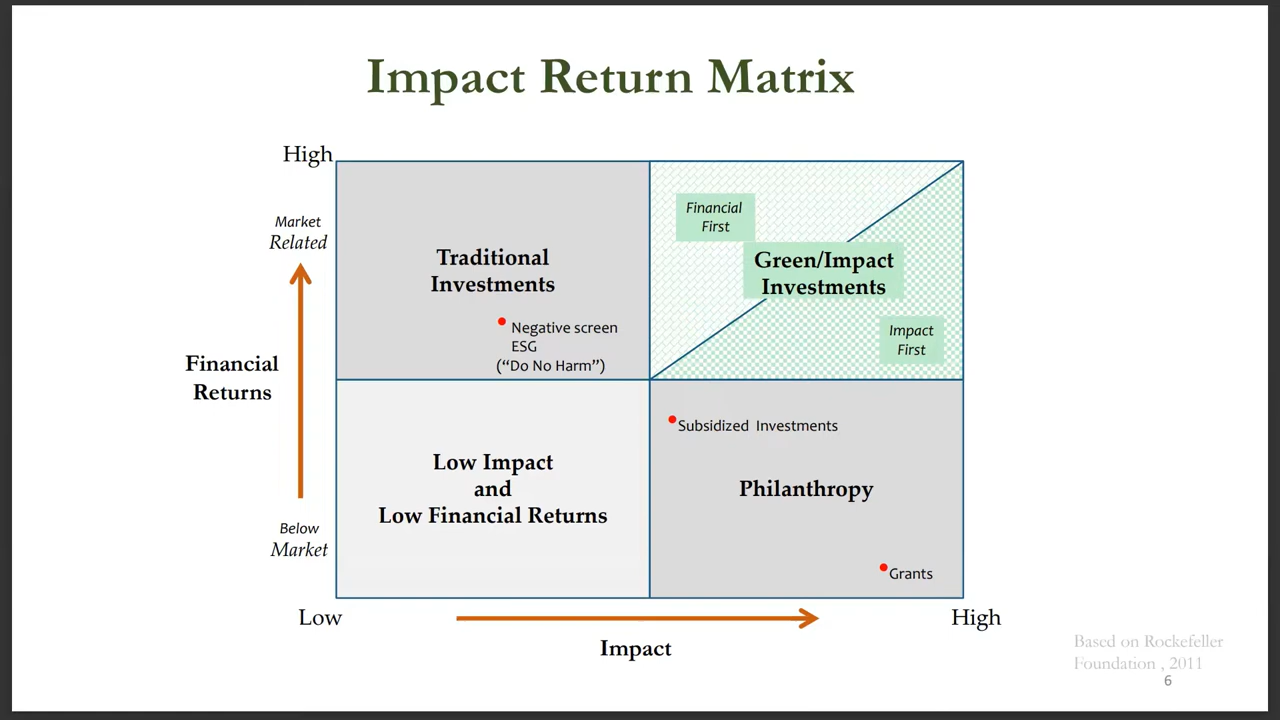 Impact Return Matrix
High
Market
Related
Financial
Returns
Below
Market
Low
Traditional
Investments
Negative screen
ESG
(“Do No Harm”)
Financial
First
Green/Impact
Investments
Impact
First
Low Impact
and
Low Financial Returns
Subsidized Investments
Philanthropy
Grants
High
Impact
Based on Rockefeller
Foundation , 2011
6